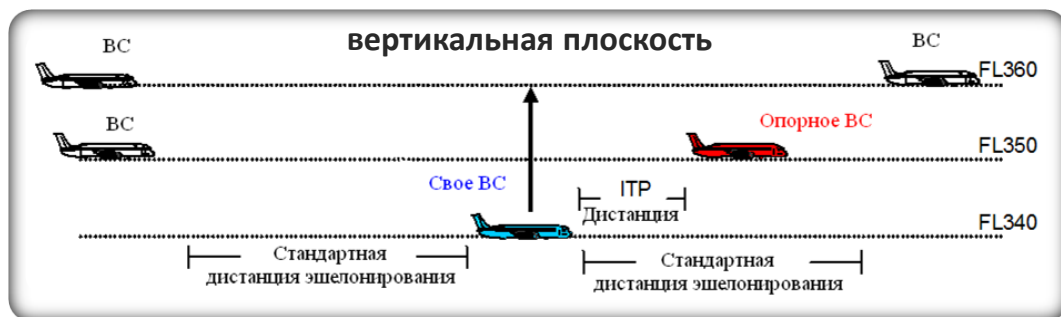 вертикальная плоскость
ВС
ВС
FL360
ВС
Опорное ВС
FL350
Свое ВС
ITP
Дистанция
FL340
Стандартная
дистанция эшелонирования
Стандартная
дистанция эшелонирования